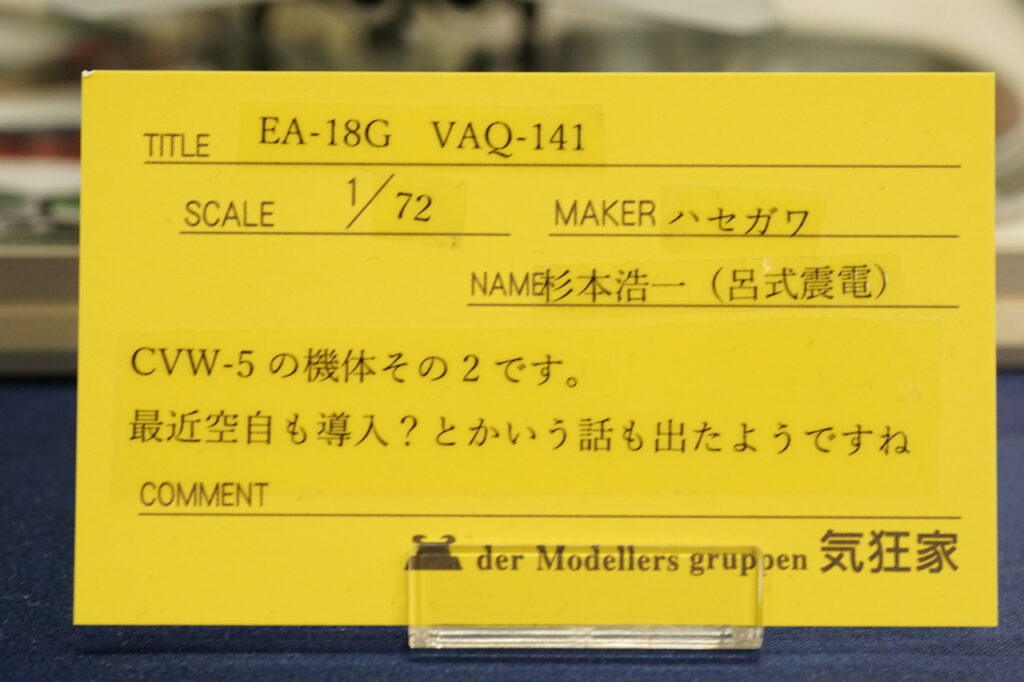 TITLE EA-18G VAQ-141
SCALE 1/72 MAKER ハセガワ
NAME 杉本浩一（呂式震電）
CVW-5の機体その2です。
最近空自も導入？とかいう話も出たようですね
COMMENT
der Modellers gruppen 気狂家